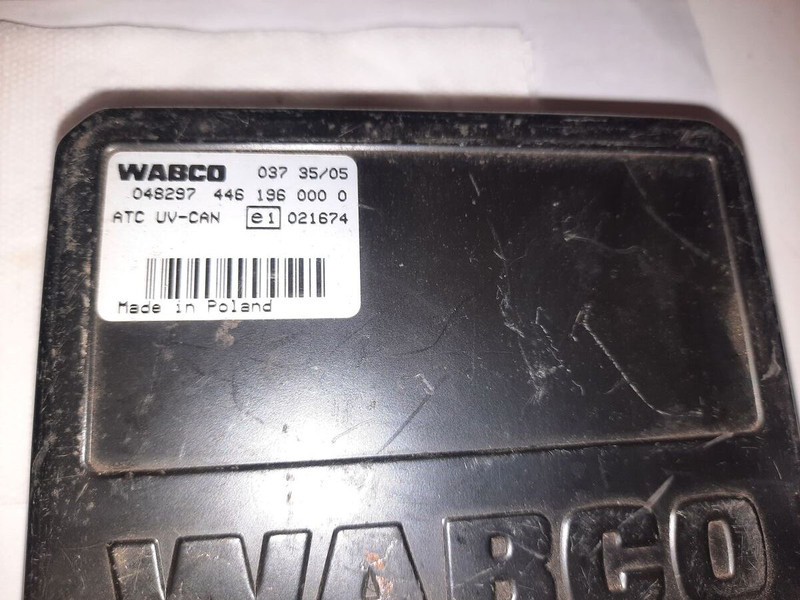 WABCO 037 35/05
048297 446 196 000 0
ATC UV-CAN e1 021674
Made in Poland
WABCO